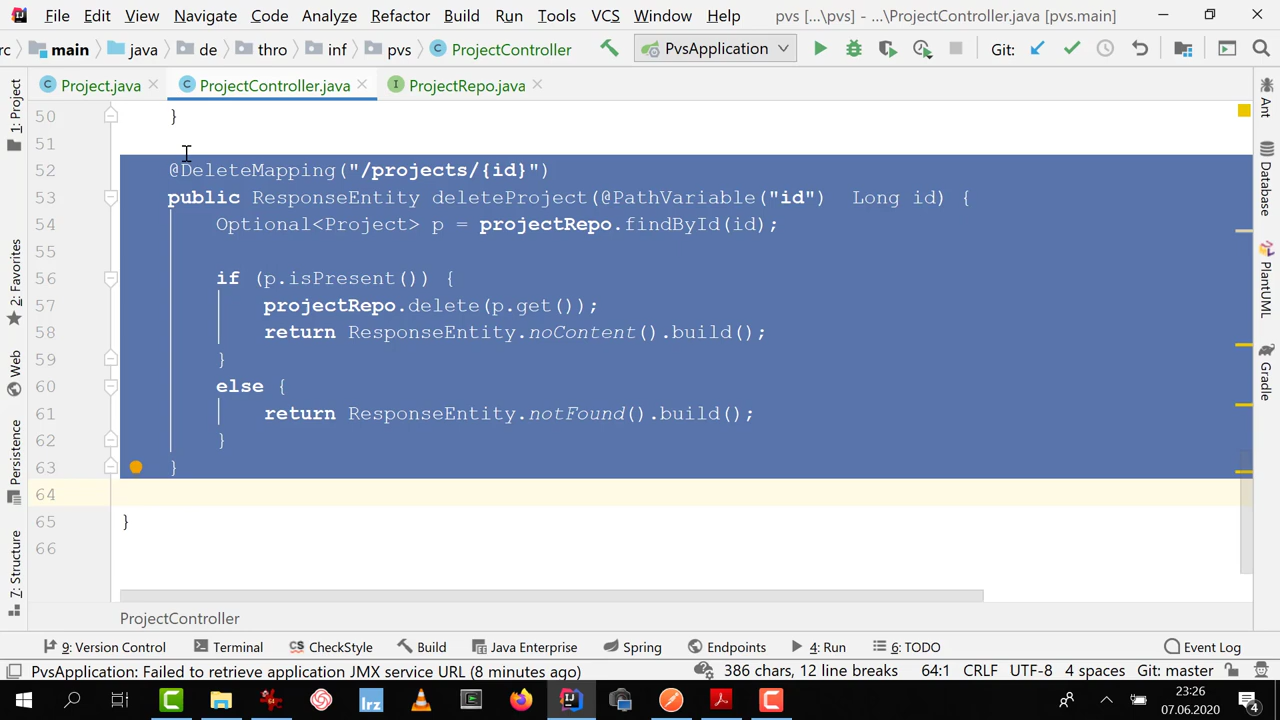 File Edit View Navigate Code Analyze Refactor Build Run Tools VCS Window Help pvs [...\pvs] - ...\ProjectController.java [pvs.main]
rc main java de thro inf pvs ProjectController PvsApplication Git:
Project.java ProjectController.java ProjectRepo.java
1: Project
2: Favorites
Web
Persistence
7: Structure
50 }
51
52 @DeleteMapping("/projects/{id}")
53 public ResponseEntity deleteProject(@PathVariable("id") Long id) {
54 Optional<Project> p = projectRepo.findById(id);
55
56 if (p.isPresent()) {
57 projectRepo.delete(p.get());
58 return ResponseEntity.noContent().build();
59 }
60 else {
61 return ResponseEntity.notFound().build();
62 }
63 }
64
65 }
66
Ant
Database
PlantUML
Gradle
ProjectController
9: Version Control Terminal CheckStyle Build Java Enterprise Spring Endpoints 4: Run 6: TODO Event Log
PvsApplication: Failed to retrieve application JMX service URL (8 minutes ago) 386 chars, 12 line breaks 64:1 CRLF UTF-8 4 spaces Git: master
lrz
23:26
07.06.2020
4